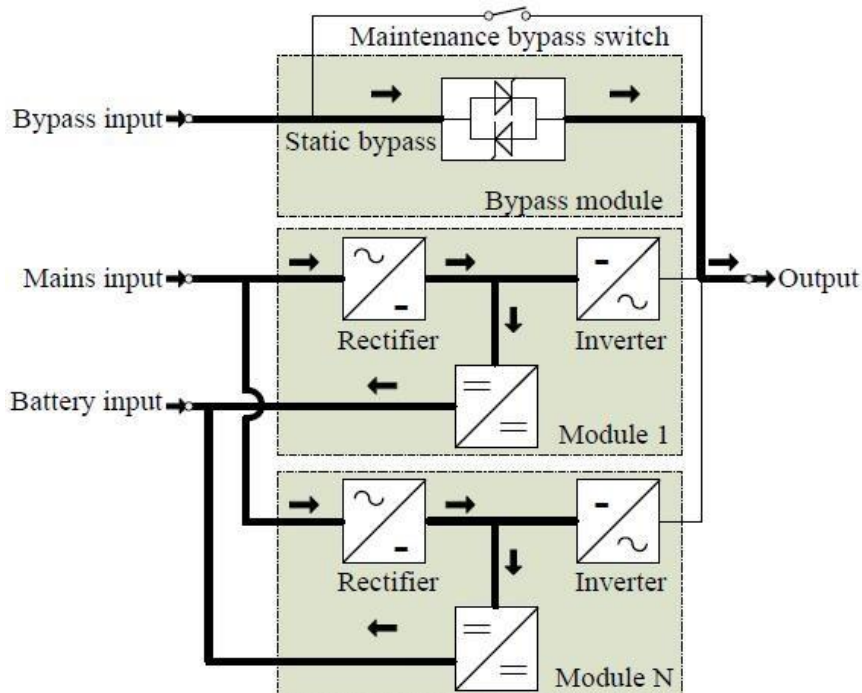 Maintenance bypass switch
Bypass input
Static bypass
Bypass module
Mains input
Output
Rectifier
Inverter
Battery input
Module 1
Rectifier
Inverter
Module N